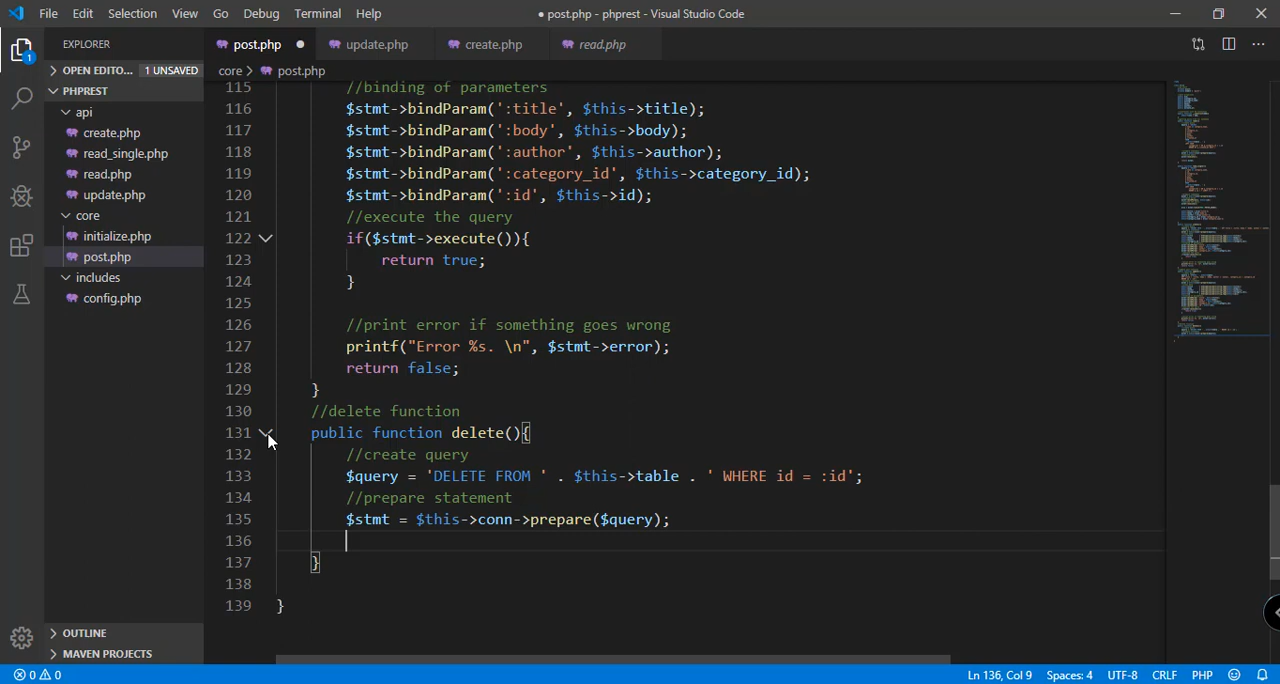 File Edit Selection View Go Debug Terminal Help
● post.php - phprest - Visual Studio Code
EXPLORER
post.php
update.php
create.php
read.php
OPEN EDITO... 1 UNSAVED
core > post.php
PHPREST
api
create.php
read_single.php
read.php
update.php
core
initialize.php
post.php
includes
config.php
OUTLINE
MAVEN PROJECTS
115 //binding of parameters
116 $stmt->bindParam(':title', $this->title);
117 $stmt->bindParam(':body', $this->body);
118 $stmt->bindParam(':author', $this->author);
119 $stmt->bindParam(':category_id', $this->category_id);
120 $stmt->bindParam(':id', $this->id);
121 //execute the query
122 if($stmt->execute()){
123 return true;
124 }
125
126 //print error if something goes wrong
127 printf("Error %s. \n", $stmt->error);
128 return false;
129 }
130 //delete function
131 public function delete(){
132 //create query
133 $query = 'DELETE FROM ' . $this->table . ' WHERE id = :id';
134 //prepare statement
135 $stmt = $this->conn->prepare($query);
136
137 }
138
139 }
0 0
Ln 136, Col 9 Spaces: 4 UTF-8 CRLF PHP
1